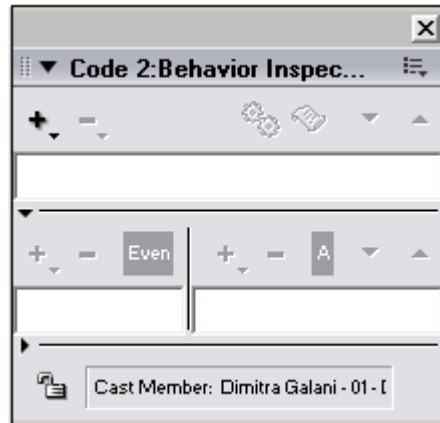 Code 2:Behavior Inspec...
Even A
Cast Member: Dimitra Galani - 01 -